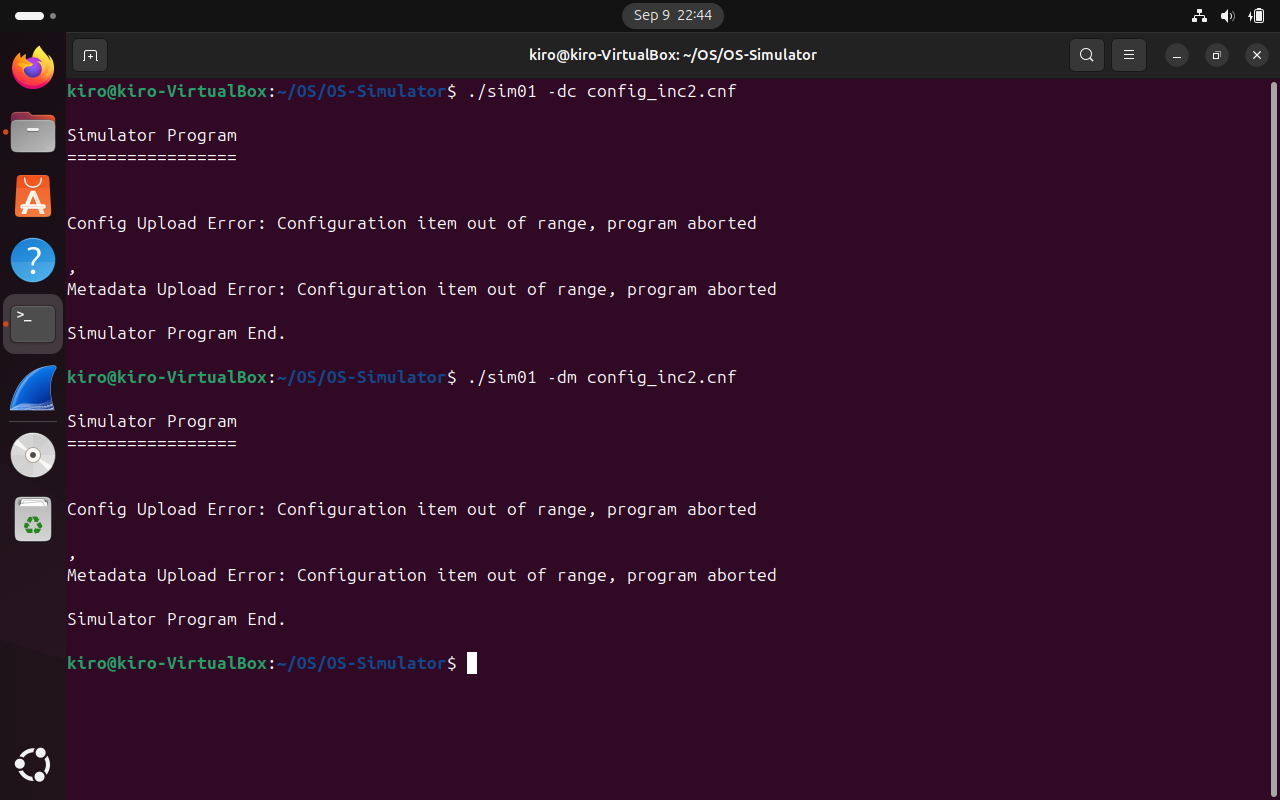 Sep 9 22:44
kiro@kiro-VirtualBox: ~/OS/OS-Simulator
kiro@kiro-VirtualBox:~/OS/OS-Simulator$ ./sim01 -dc config_inc2.cnf
Simulator Program
=================
Config Upload Error: Configuration item out of range, program aborted
,
Metadata Upload Error: Configuration item out of range, program aborted
Simulator Program End.
kiro@kiro-VirtualBox:~/OS/OS-Simulator$ ./sim01 -dm config_inc2.cnf
Simulator Program
=================
Config Upload Error: Configuration item out of range, program aborted
,
Metadata Upload Error: Configuration item out of range, program aborted
Simulator Program End.
kiro@kiro-VirtualBox:~/OS/OS-Simulator$